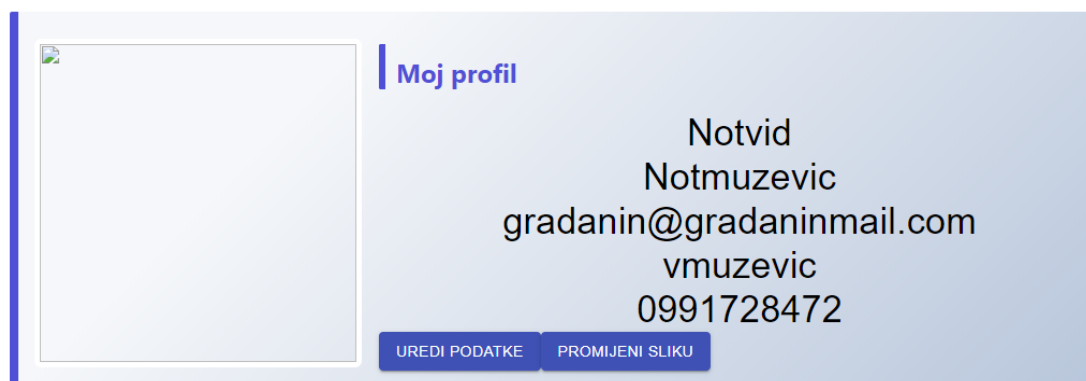 Moj profil
Notvid
Notmuzevic
gradanin@gradaninmail.com
vmuzevic
0991728472
UREDI PODATKE PROMIJENI SLIKU